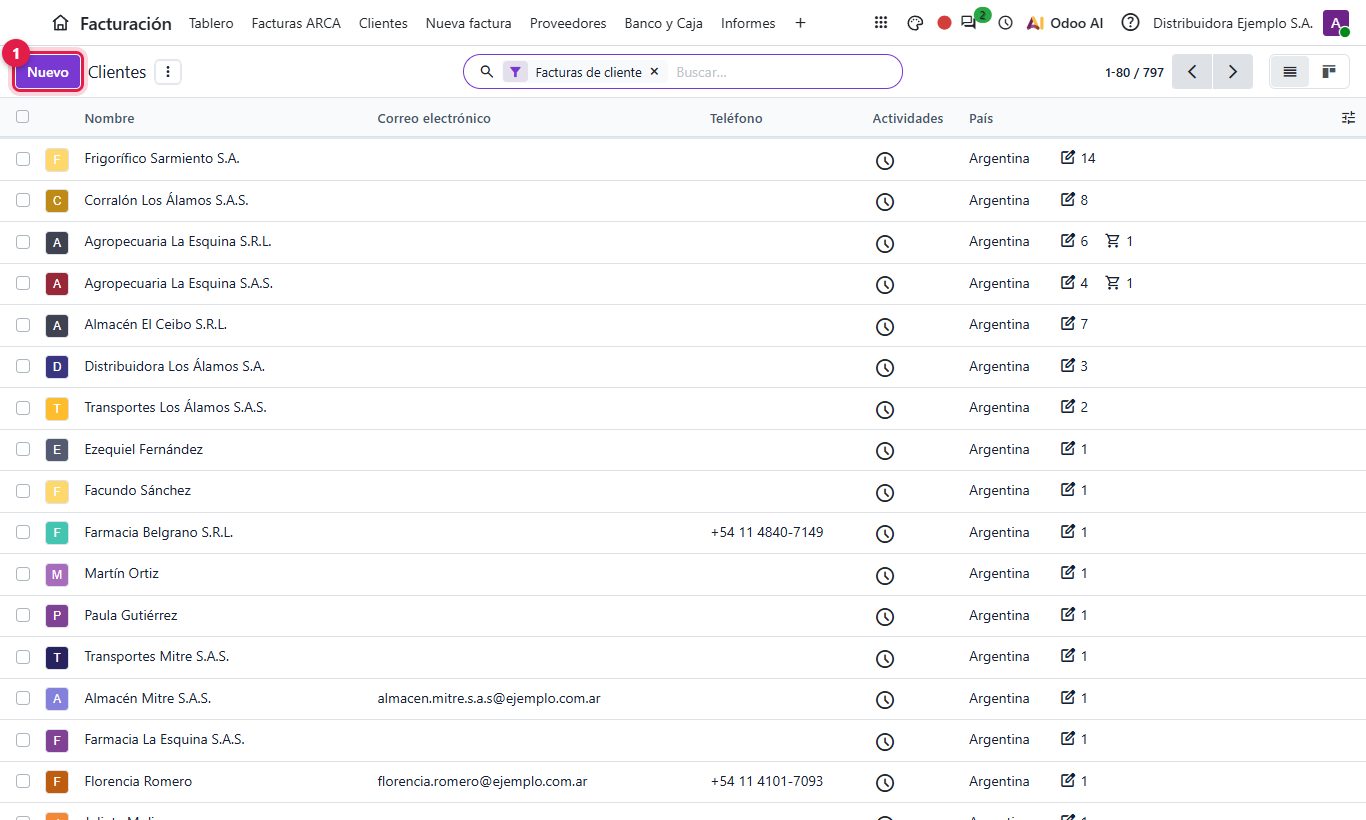 Facturación Tablero Facturas ARCA Clientes Nueva factura Proveedores Banco y Caja Informes + 2 Odoo AI Distribuidora Ejemplo S.A. A
1
Nuevo Clientes Facturas de cliente × Buscar... 1-80 / 797
Nombre Correo electrónico Teléfono Actividades País
F Frigorífico Sarmiento S.A. Argentina 14
C Corralón Los Álamos S.A.S. Argentina 8
A Agropecuaria La Esquina S.R.L. Argentina 6 1
A Agropecuaria La Esquina S.A.S. Argentina 4 1
A Almacén El Ceibo S.R.L. Argentina 7
D Distribuidora Los Álamos S.A. Argentina 3
T Transportes Los Álamos S.A.S. Argentina 2
E Ezequiel Fernández Argentina 1
F Facundo Sánchez Argentina 1
F Farmacia Belgrano S.R.L. +54 11 4840-7149 Argentina 1
M Martín Ortiz Argentina 1
P Paula Gutiérrez Argentina 1
T Transportes Mitre S.A.S. Argentina 1
A Almacén Mitre S.A.S. almacen.mitre.s.a.s@ejemplo.com.ar Argentina 1
F Farmacia La Esquina S.A.S. Argentina 1
F Florencia Romero florencia.romero@ejemplo.com.ar +54 11 4101-7093 Argentina 1